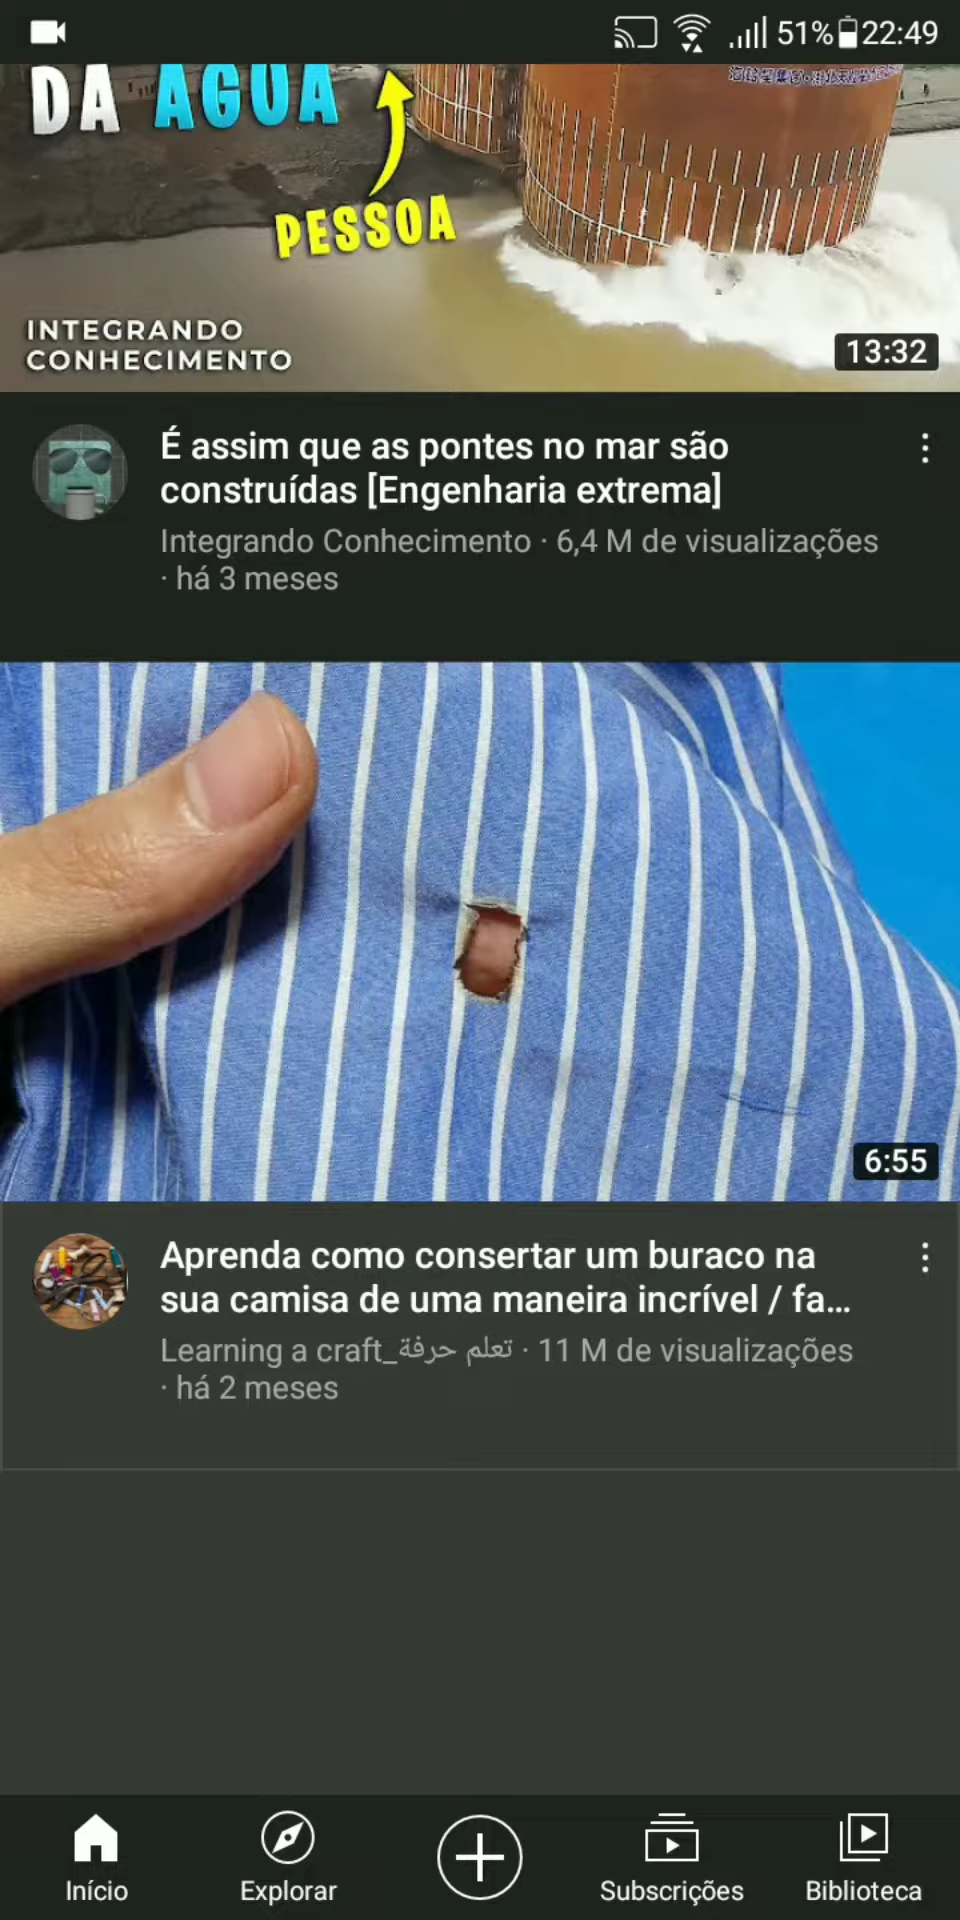 51% 22:49
DA ÁGUA
PESSOA
INTEGRANDO
CONHECIMENTO
13:32
É assim que as pontes no mar são
construídas [Engenharia extrema]
Integrando Conhecimento · 6,4 M de visualizações
· há 3 meses
6:55
Aprenda como consertar um buraco na
sua camisa de uma maneira incrível / fa...
Learning a craft_تعلم حرفة · 11 M de visualizações
· há 2 meses
Início
Explorar
Subscrições
Biblioteca